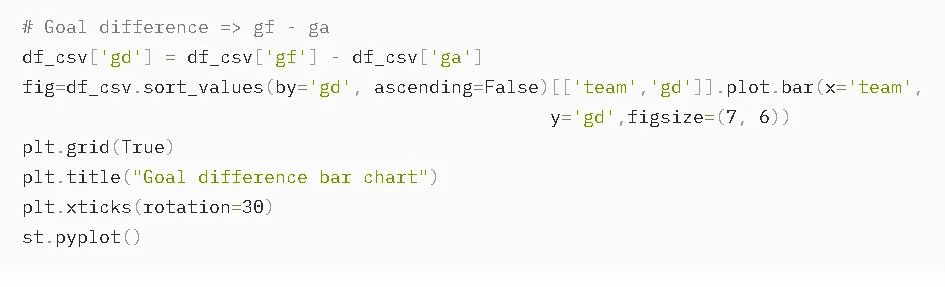 # Goal difference => gf - ga
df_csv['gd'] = df_csv['gf'] - df_csv['ga']
fig=df_csv.sort_values(by='gd', ascending=False)[['team','gd']].plot.bar(x='team',
y='gd',figsize=(7, 6))
plt.grid(True)
plt.title("Goal difference bar chart")
plt.xticks(rotation=30)
st.pyplot()